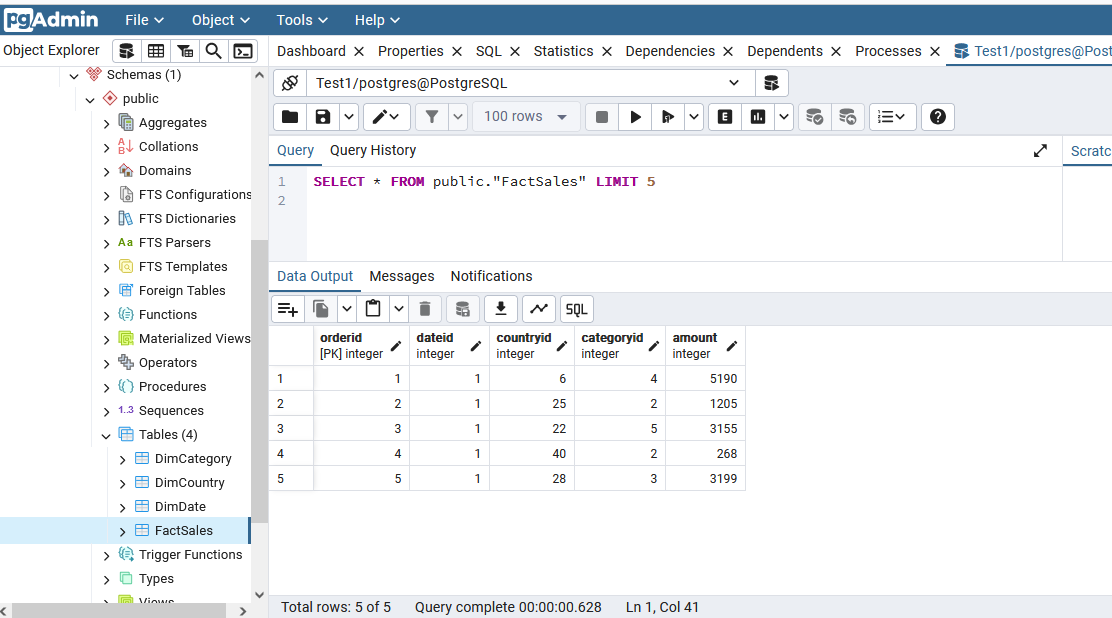 pgAdmin File Object Tools Help
Object Explorer
Dashboard Properties SQL Statistics Dependencies Dependents Processes Test1/postgres@Post
Schemas (1)
public
Aggregates
Collations
Domains
FTS Configurations
FTS Dictionaries
Aa FTS Parsers
FTS Templates
Foreign Tables
Functions
Materialized Views
Operators
Procedures
1.3 Sequences
Tables (4)
DimCategory
DimCountry
DimDate
FactSales
Trigger Functions
Types
Views
Test1/postgres@PostgreSQL
100 rows E
Query Query History Scratc
1 SELECT * FROM public."FactSales" LIMIT 5
2
Data Output Messages Notifications
SQL
orderid dateid countryid categoryid amount
[PK] integer integer integer integer integer
1 1 1 6 4 5190
2 2 1 25 2 1205
3 3 1 22 5 3155
4 4 1 40 2 268
5 5 1 28 3 3199
Total rows: 5 of 5 Query complete 00:00:00.628 Ln 1, Col 41